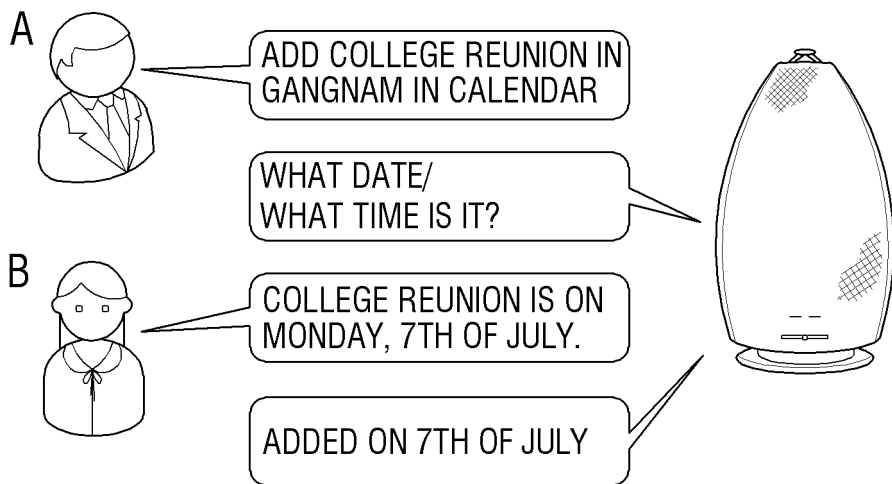 A
ADD COLLEGE REUNION IN
GANGNAM IN CALENDAR
WHAT DATE/
WHAT TIME IS IT?
B
COLLEGE REUNION IS ON
MONDAY, 7TH OF JULY.
ADDED ON 7TH OF JULY